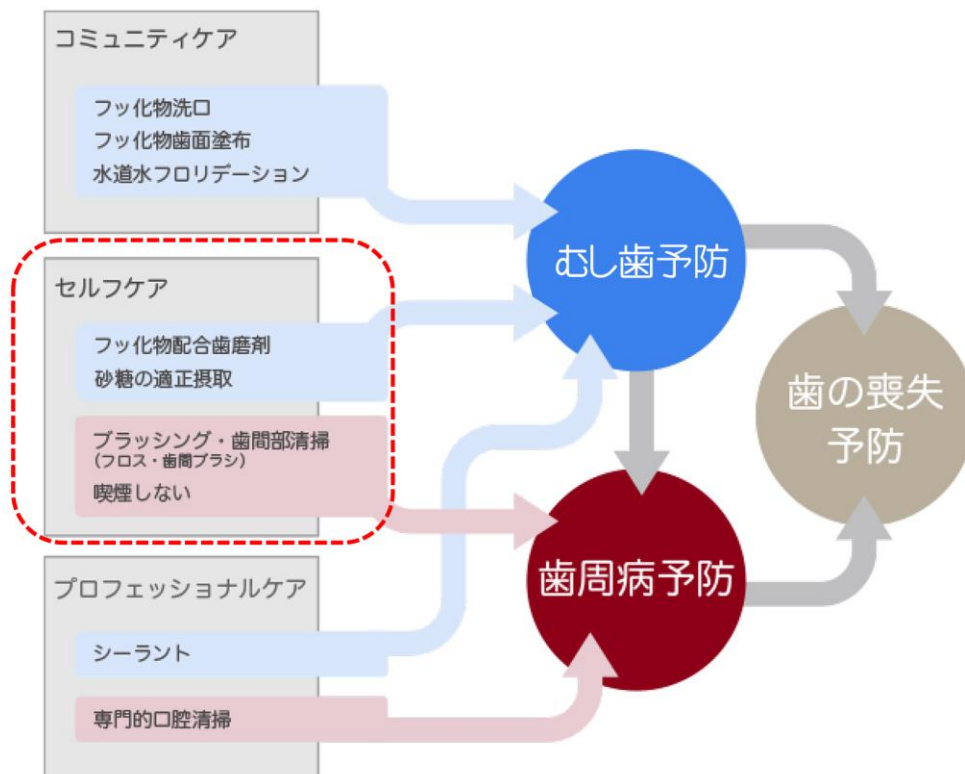 コミュニティケア
フッ化物洗口
フッ化物歯面塗布
水道水フロリデーション
セルフケア
フッ化物配合歯磨剤
砂糖の適正摂取
ブラッシング・歯間部清掃
(フロス・歯間ブラシ)
喫煙しない
プロフェッショナルケア
シーラント
専門的口腔清掃
むし歯予防
歯周病予防
歯の喪失
予防